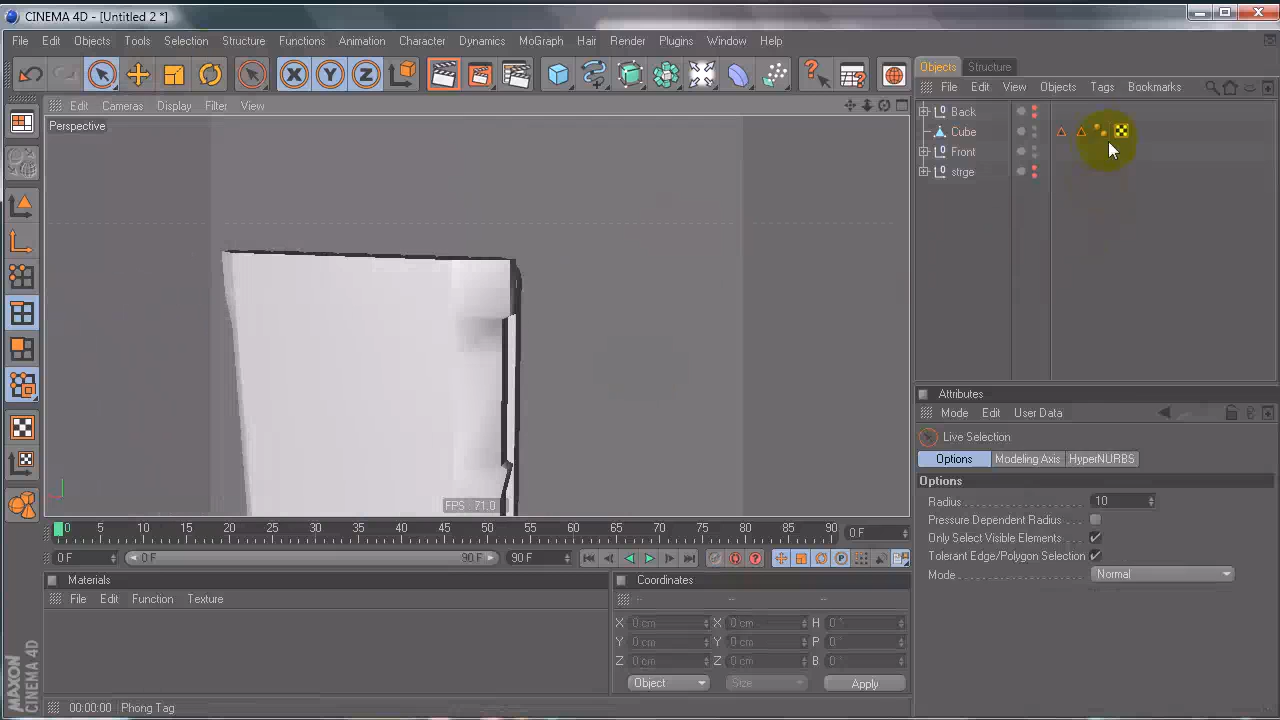 CINEMA 4D - [Untitled 2 *]
File Edit Objects Tools Selection Structure Functions Animation Character Dynamics MoGraph Hair Render Plugins Window Help
Objects Structure
File Edit View Objects Tags Bookmarks
Edit Cameras Display Filter View
Perspective
Back
Cube
Front
strge
Attributes
Mode Edit User Data
Live Selection
Options Modeling Axis HyperNURBS
Options
Radius 10
Pressure Dependent Radius
Only Select Visible Elements
Tolerant Edge/Polygon Selection
Mode Normal
FPS 71.0
0 5 10 15 20 25 30 35 40 45 50 55 60 65 70 75 80 85 90 0 F
0 F 0 F 90 F 90 F
Materials
File Edit Function Texture
Coordinates
-- -- --
X 0 cm X 0 cm H 0 °
Y 0 cm Y 0 cm P 0 °
Z 0 cm Z 0 cm B 0 °
Object Size Apply
MAXON
CINEMA 4D
00:00:00 Phong Tag